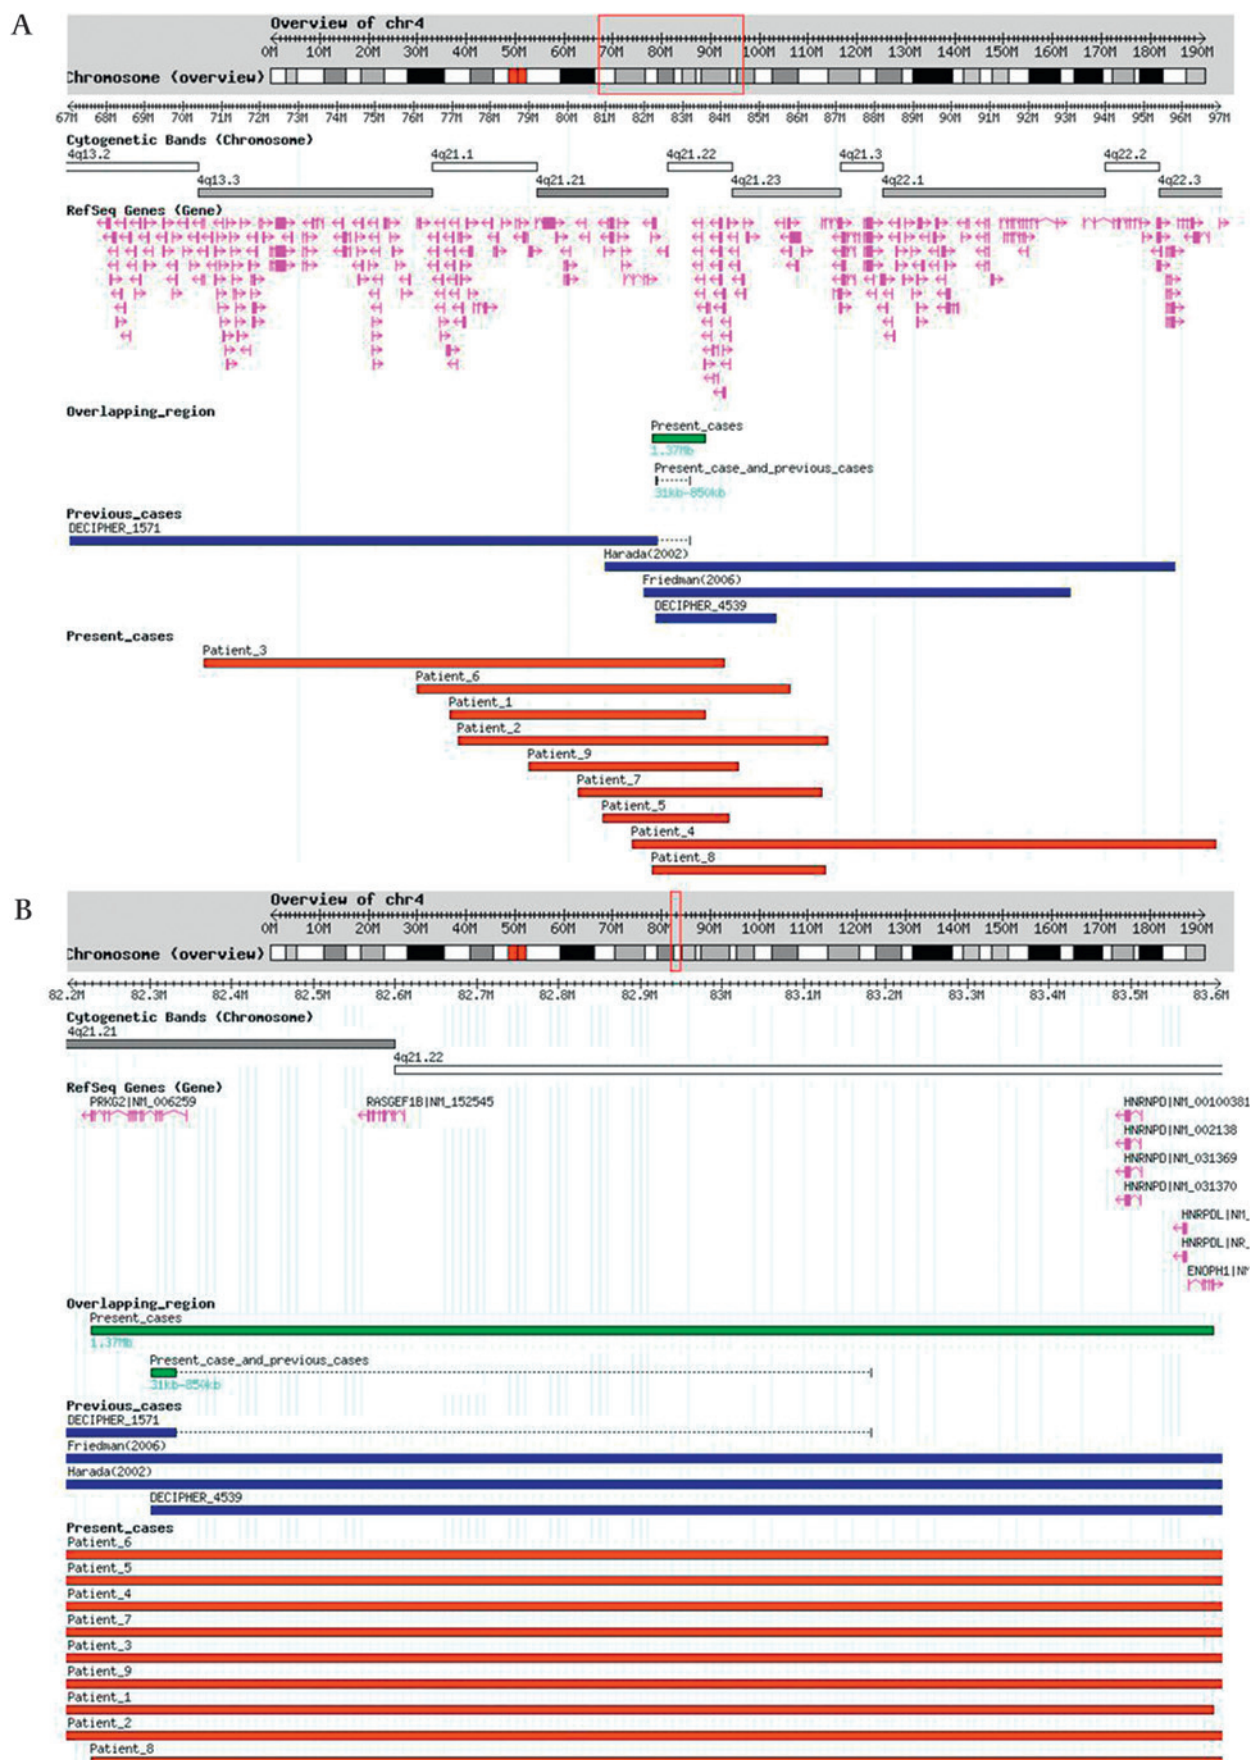 A
Overview of chr4
0M 10M 20M 30M 40M 50M 60M 70M 80M 90M 100M 110M 120M 130M 140M 150M 160M 170M 180M 190M
Chromosome (overview)
67M 68M 69M 70M 71M 72M 73M 74M 75M 76M 77M 78M 79M 80M 81M 82M 83M 84M 85M 86M 87M 88M 89M 90M 91M 92M 93M 94M 95M 96M 97M
Cytogenetic Bands (Chromosome)
4q13.2 4q21.1 4q21.22 4q21.3 4q22.2
4q13.3 4q21.21 4q21.23 4q22.1 4q22.3
RefSeq Genes (Gene)
Overlapping_region
Present_cases
1.37Mb
Present_case_and_previous_cases
31kb-850kb
Previous_cases
DECIPHER_1571
Harada(2002)
Friedman(2006)
DECIPHER_4539
Present_cases
Patient_3
Patient_6
Patient_1
Patient_2
Patient_9
Patient_7
Patient_5
Patient_4
Patient_8
B
Overview of chr4
0M 10M 20M 30M 40M 50M 60M 70M 80M 90M 100M 110M 120M 130M 140M 150M 160M 170M 180M 190M
Chromosome (overview)
82.2M 82.3M 82.4M 82.5M 82.6M 82.7M 82.8M 82.9M 83M 83.1M 83.2M 83.3M 83.4M 83.5M 83.6M
Cytogenetic Bands (Chromosome)
4q21.21
4q21.22
RefSeq Genes (Gene)
PRKG2|NM_006259 RASGEF1B|NM_152545 HNRNPD|NM_00100381
HNRNPD|NM_002138
HNRNPD|NM_031369
HNRNPD|NM_031370
HNRPDL|NM_
HNRPDL|NR_
ENOPH1|NM
Overlapping_region
Present_cases
1.37Mb
Present_case_and_previous_cases
31kb-850kb
Previous_cases
DECIPHER_1571
Friedman(2006)
Harada(2002)
DECIPHER_4539
Present_cases
Patient_6
Patient_5
Patient_4
Patient_7
Patient_3
Patient_9
Patient_1
Patient_2
Patient_8